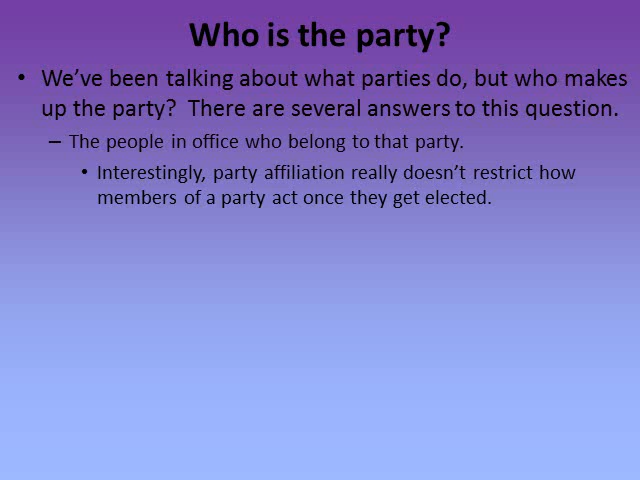 Who is the party?
• We’ve been talking about what parties do, but who makes
up the party?  There are several answers to this question.
– The people in office who belong to that party.
• Interestingly, party affiliation really doesn’t restrict how
members of a party act once they get elected.